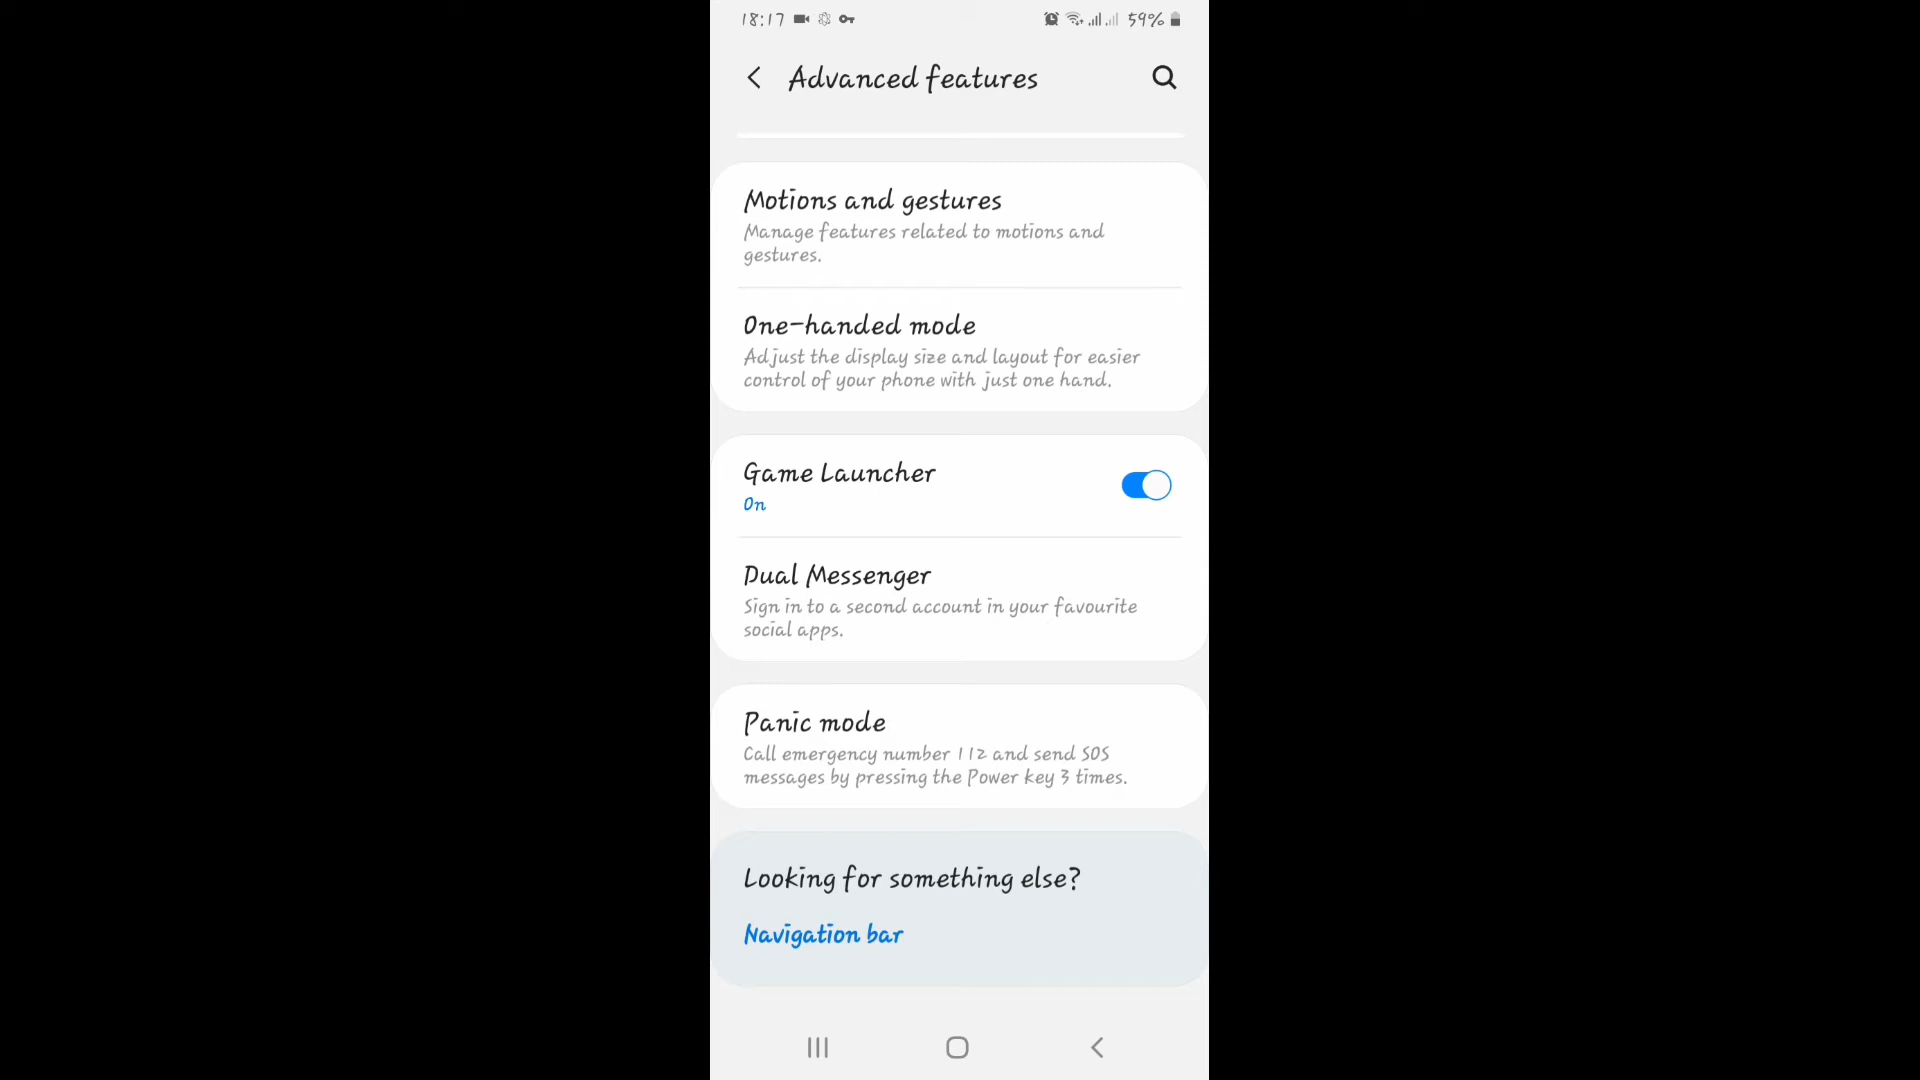 18:17 59%
Advanced features
Motions and gestures
Manage features related to motions and
gestures.
One-handed mode
Adjust the display size and layout for easier
control of your phone with just one hand.
Game Launcher
On
Dual Messenger
Sign in to a second account in your favourite
social apps.
Panic mode
Call emergency number 112 and send SOS
messages by pressing the Power key 3 times.
Looking for something else?
Navigation bar